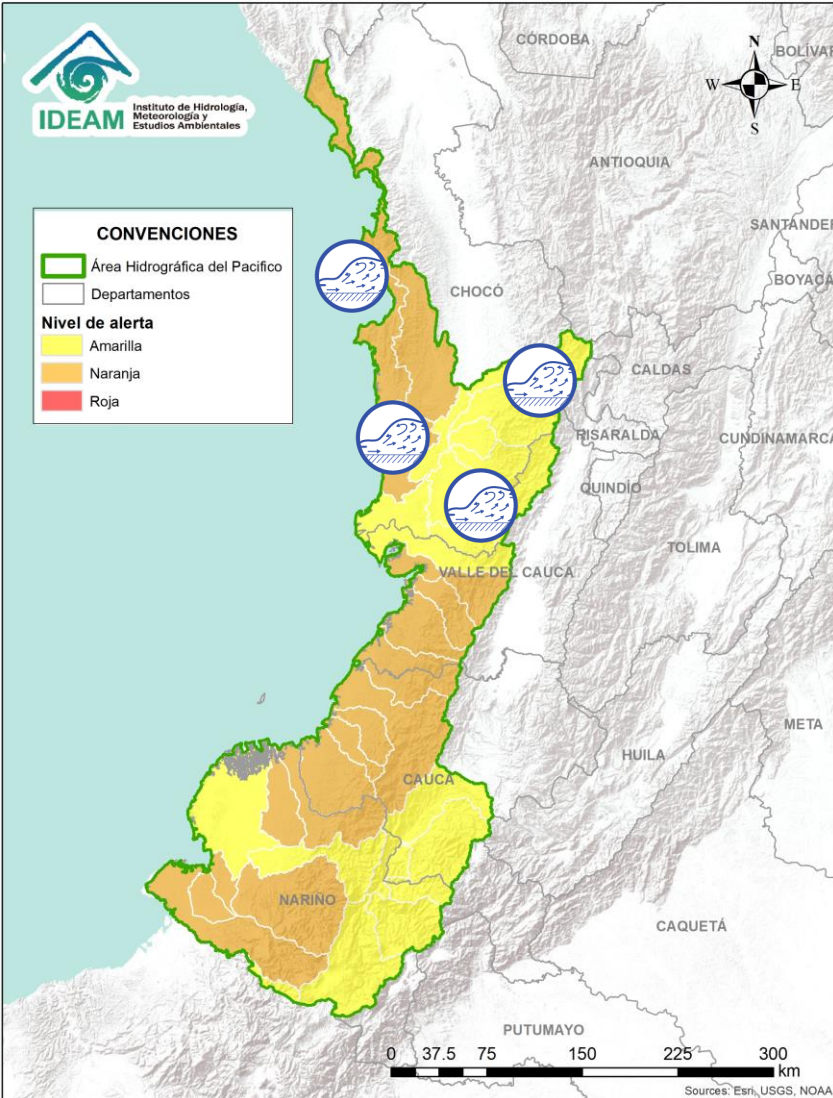 IDEAM
Instituto de Hidrología,
Meteorología y
Estudios Ambientales
N
W
E
S
CÓRDOBA
BOLÍVAR
ANTIOQUIA
SANTANDER
BOYACÁ
CHOCÓ
CALDAS
RISARALDA
CUNDINAMARCA
QUINDÍO
TOLIMA
VALLE DEL CAUCA
META
HUILA
CAUCA
NARIÑO
CAQUETÁ
PUTUMAYO
CONVENCIONES
Área Hidrográfica del Pacifico
Departamentos
Nivel de alerta
Amarilla
Naranja
Roja
0 37.5 75 150 225 300
km
Sources: Esri, USGS, NOAA